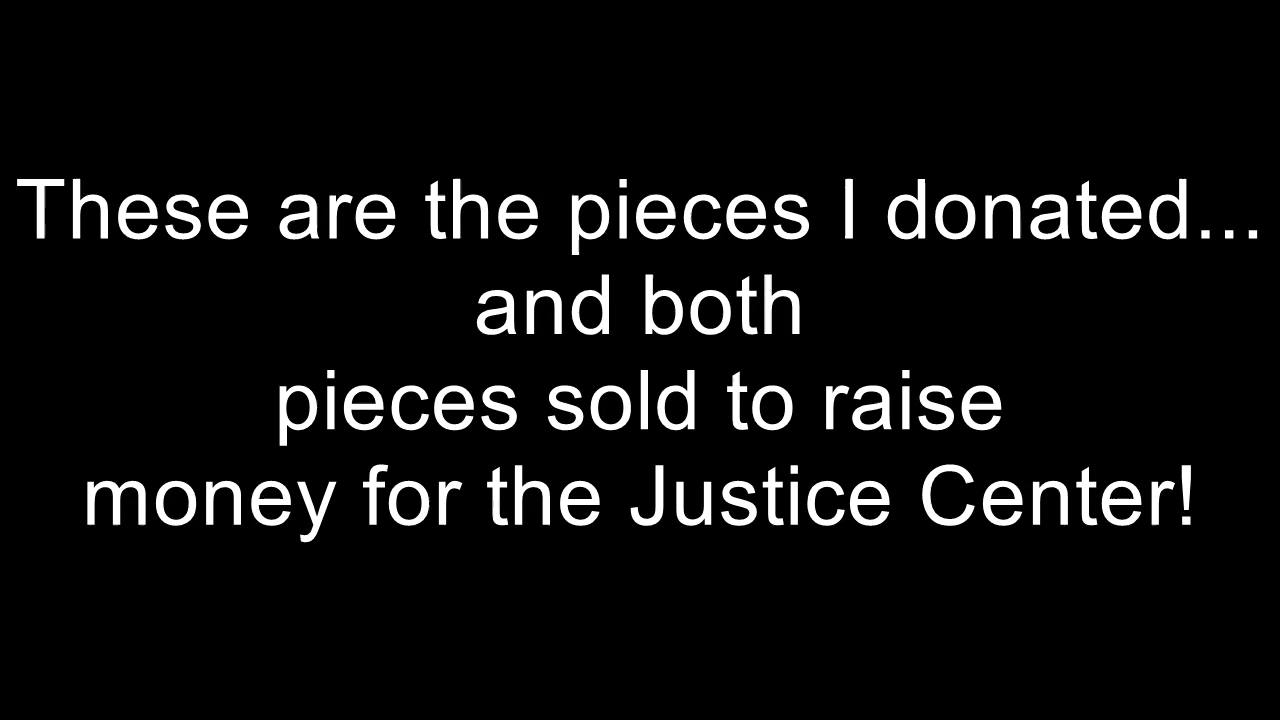 These are the pieces I donated...
and both
pieces sold to raise
money for the Justice Center!